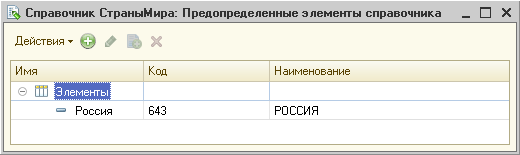 Справочник СтраныМира: Предопределенные элементы справочника
Действия
Имя Код Наименование
Элементы
Россия 643 РОССИЯ